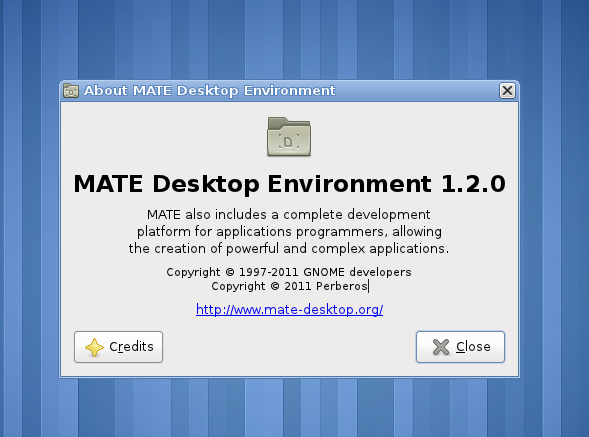 About MATE Desktop Environment
D
MATE Desktop Environment 1.2.0
MATE also includes a complete development
platform for applications programmers, allowing
the creation of powerful and complex applications.
Copyright © 1997-2011 GNOME developers
Copyright © 2011 Perberos
http://www.mate-desktop.org/
Credits
Close